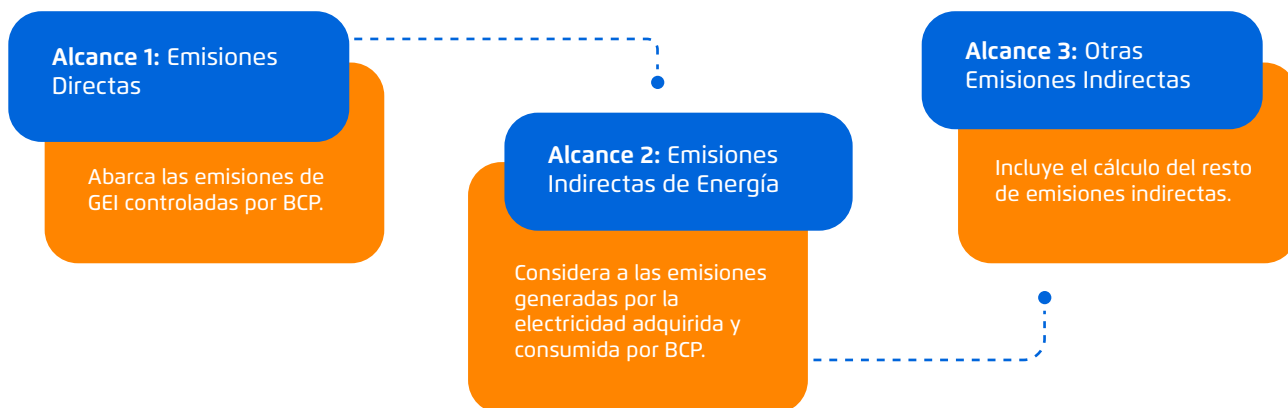 Alcance 1: Emisiones
Directas
Abarca las emisiones de
GEI controladas por BCP.
Alcance 2: Emisiones
Indirectas de Energía
Considera a las emisiones
generadas por la
electricidad adquirida y
consumida por BCP.
Alcance 3: Otras
Emisiones Indirectas
Incluye el cálculo del resto
de emisiones indirectas.